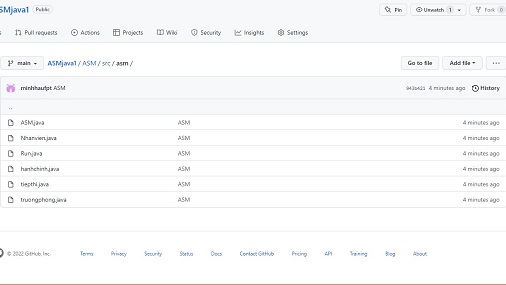 SMjava1 Public Pin Unwatch 1 Fork 0
Pull requests Actions Projects Wiki Security Insights Settings
main ASMjava1 / ASM / src / asm / Go to file Add file ...
minhhaufpt ASM 4 minutes ago History
..
ASM.java ASM 4 minutes ago
Nhanvien.java ASM 4 minutes ago
Run.java ASM 4 minutes ago
hanhchinh.java ASM 4 minutes ago
tiepthi.java ASM 4 minutes ago
truongphong.java ASM 4 minutes ago
© 2022 GitHub, Inc. Terms Privacy Security Status Docs Contact GitHub Pricing API Training Blog About